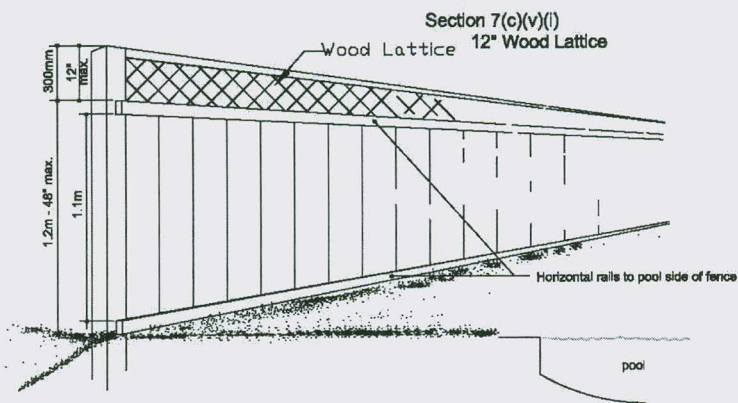 Section 7(c)(v)(i)
12" Wood Lattice
Wood Lattice
300mm
12"
max.
1.2m - 48" max.
1.1m
Horizontal rails to pool side of fence
pool